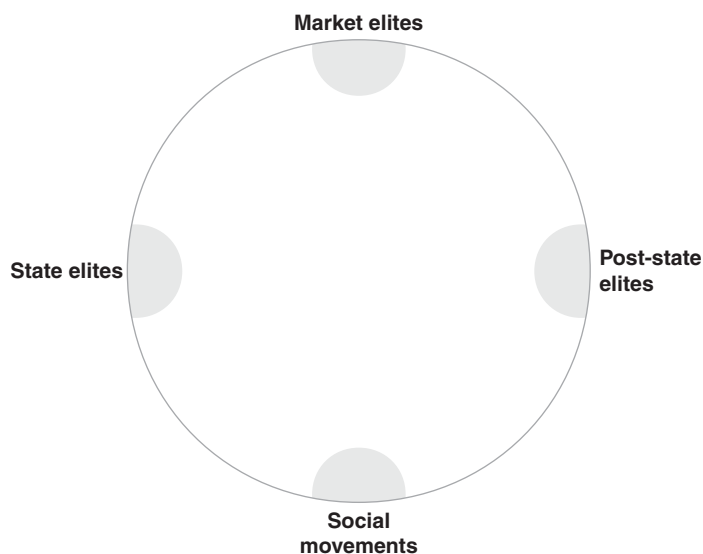 Market elites
State elites
Post-state
elites
Social
movements